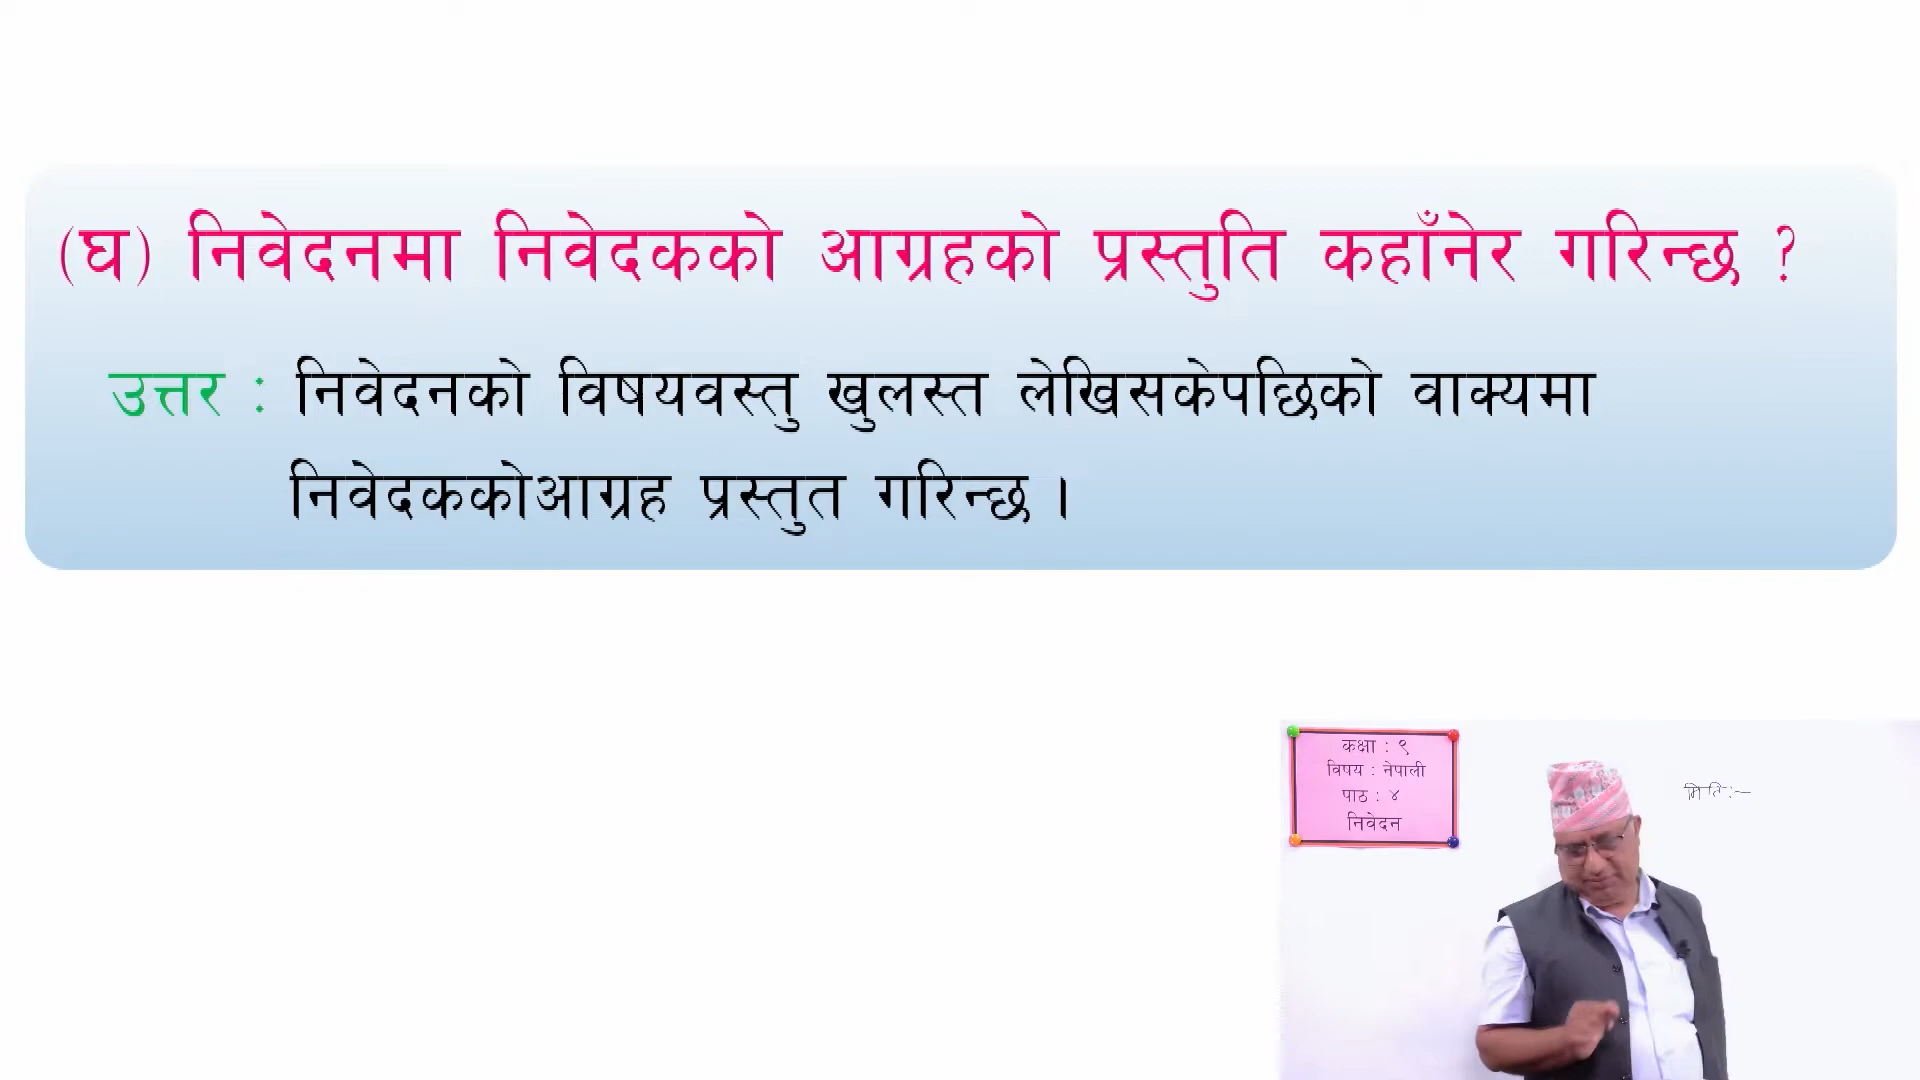 (घ) निवेदनमा निवेदकको आग्रहको प्रस्तुति कहाँनेर गरिन्छ ?
उत्तर : निवेदनको विषयवस्तु खुलस्त लेखिसकेपछिको वाक्यमा
निवेदककोआग्रह प्रस्तुत गरिन्छ ।
कक्षा : ९
विषय : नेपाली
पाठ : ४
निवेदन
मिति:–